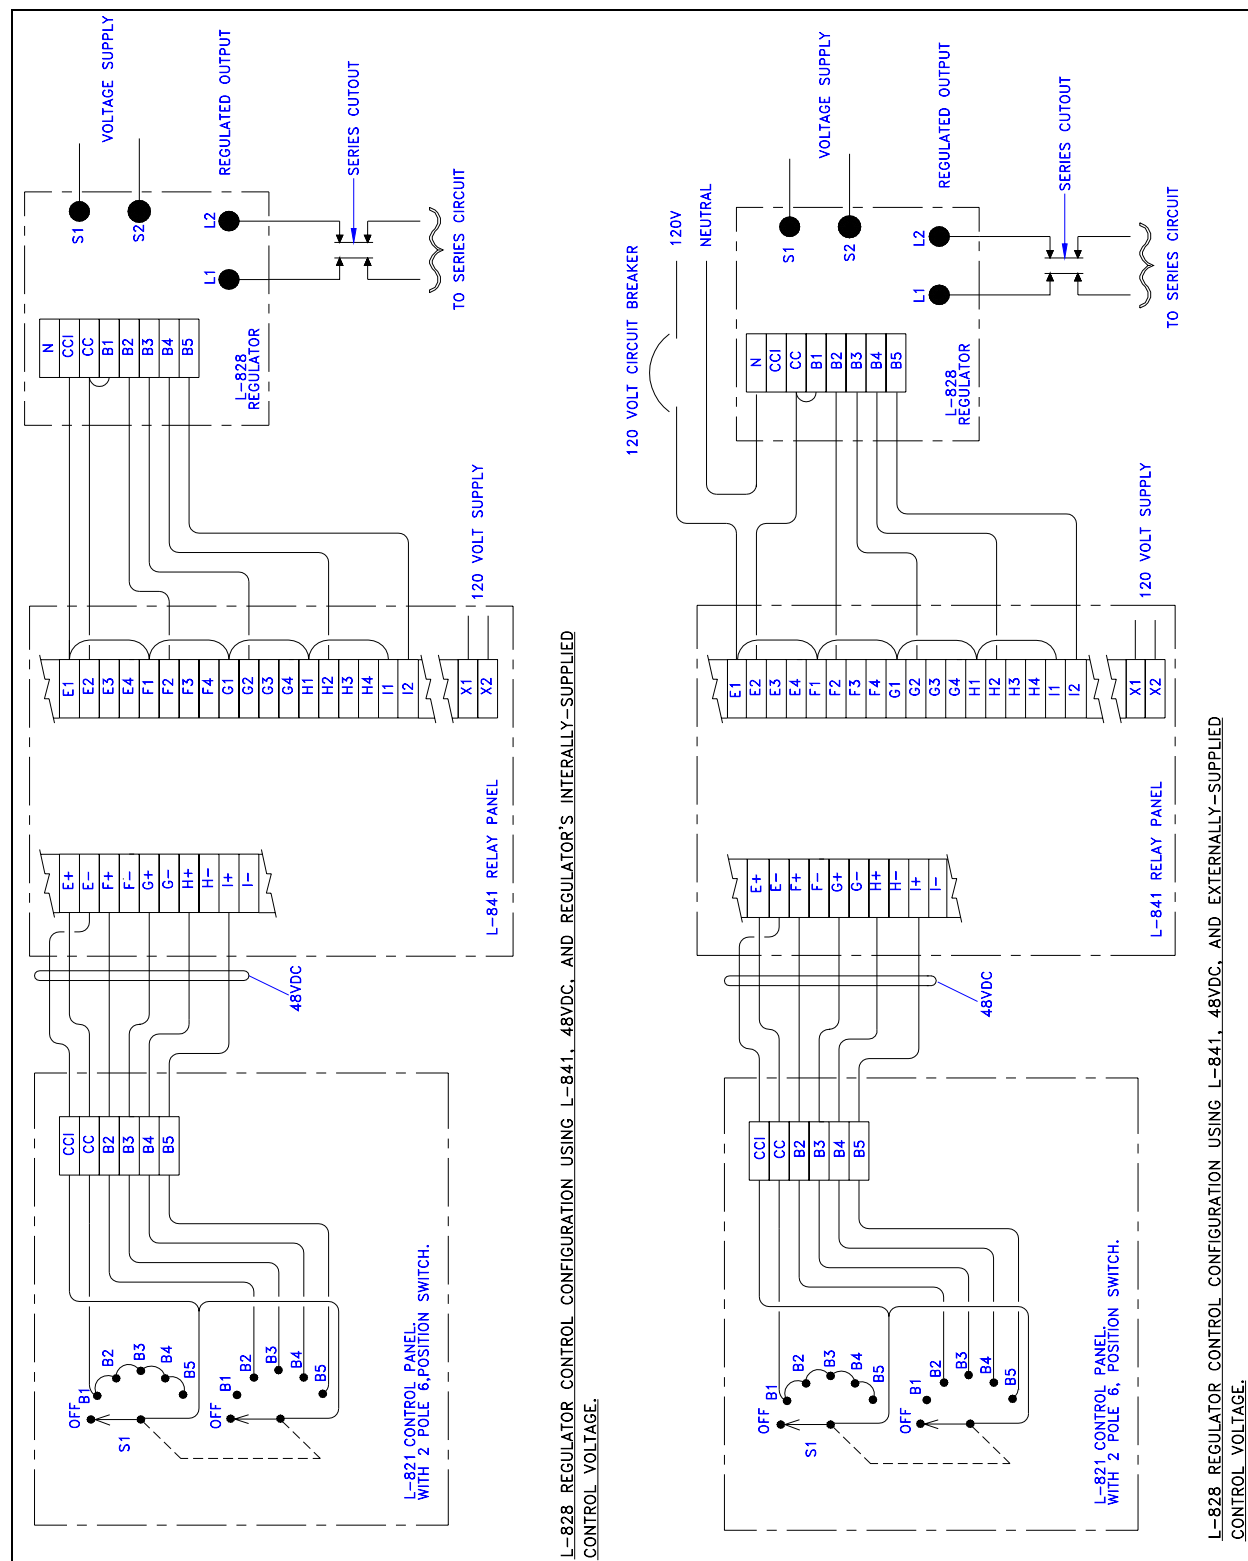 VOLTAGE SUPPLY
S1
S2
REGULATED OUTPUT
L2
L1
SERIES CUTOUT
TO SERIES CIRCUIT
N
CCI
CC
B1
B2
B3
B4
B5
L-828
REGULATOR
120 VOLT SUPPLY
E1
E2
E3
E4
F1
F2
F3
F4
G1
G2
G3
G4
H1
H2
H3
H4
I1
I2
X1
X2
L-841 RELAY PANEL
E+
E-
F+
F-
G+
G-
H+
H-
I+
I-
48VDC
CCI
CC
B2
B3
B4
B5
OFF
B1
B2
B3
B4
B5
S1
OFF
B1
B2
B3
B4
B5
L-821 CONTROL PANEL.
WITH 2 POLE 6,POSITION SWITCH.
L-828 REGULATOR CONTROL CONFIGURATION USING L-841, 48VDC, AND REGULATOR'S INTERALLY-SUPPLIED
CONTROL VOLTAGE.
120 VOLT CIRCUIT BREAKER
120V
NEUTRAL
VOLTAGE SUPPLY
S1
S2
REGULATED OUTPUT
L2
L1
SERIES CUTOUT
TO SERIES CIRCUIT
N
CCI
CC
B1
B2
B3
B4
B5
L-828
REGULATOR
120 VOLT SUPPLY
E1
E2
E3
E4
F1
F2
F3
F4
G1
G2
G3
G4
H1
H2
H3
H4
I1
I2
X1
X2
L-841 RELAY PANEL
E+
E-
F+
F-
G+
G-
H+
H-
I+
I-
48VDC
CCI
CC
B2
B3
B4
B5
OFF
B1
B2
B3
B4
B5
S1
OFF
B1
B2
B3
B4
B5
L-821 CONTROL PANEL.
WITH 2 POLE 6, POSITION SWITCH.
L-828 REGULATOR CONTROL CONFIGURATION USING L-841, 48VDC, AND EXTERNALLY-SUPPLIED
CONTROL VOLTAGE.